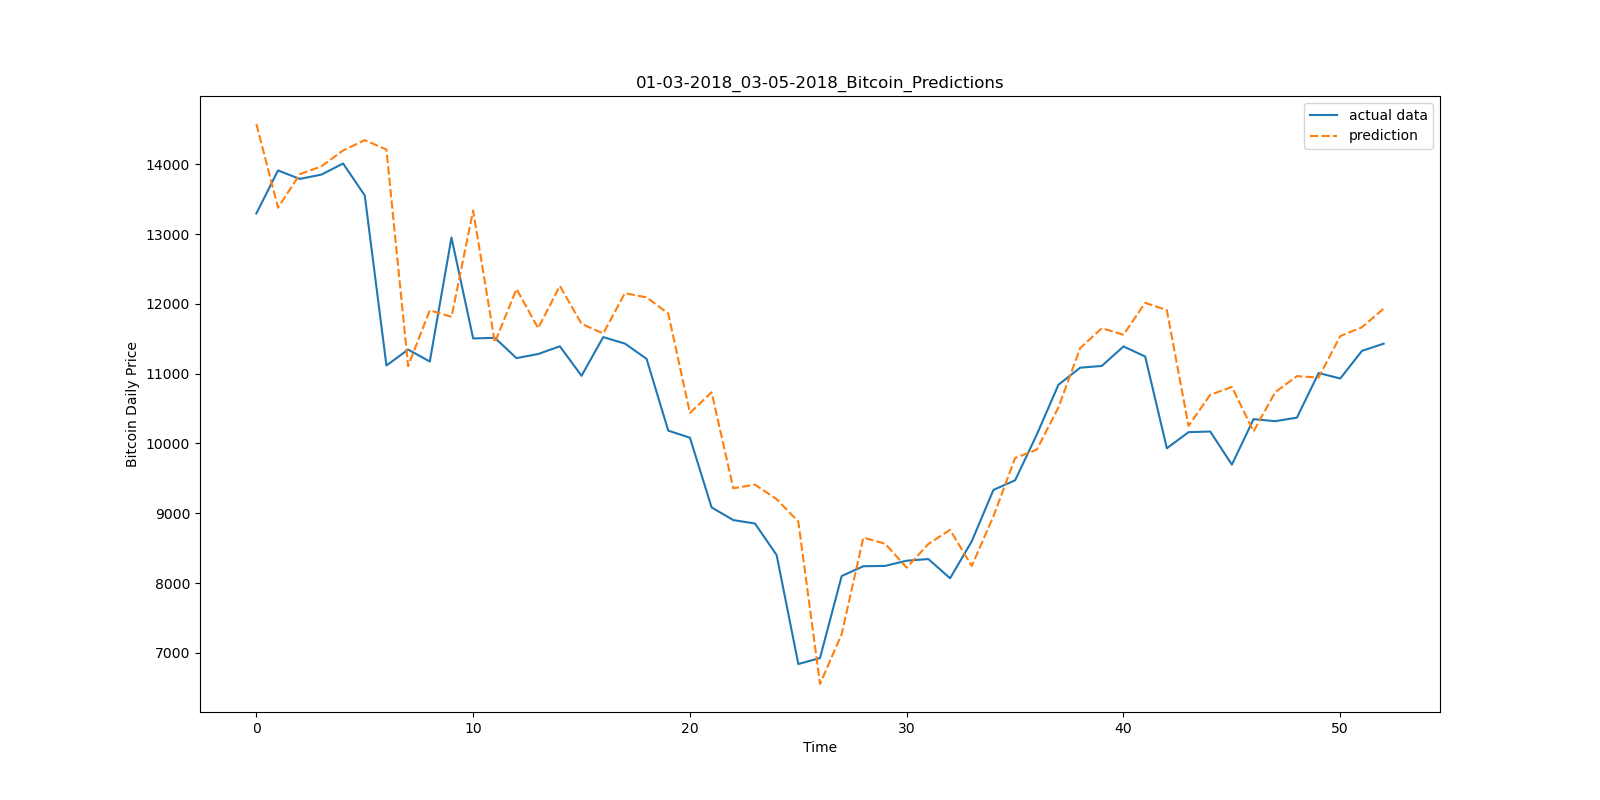 01-03-2018_03-05-2018_Bitcoin_Predictions
actual data
prediction
14000
13000
12000
11000
10000
9000
8000
7000
Bitcoin Daily Price
0 10 20 30 40 50
Time